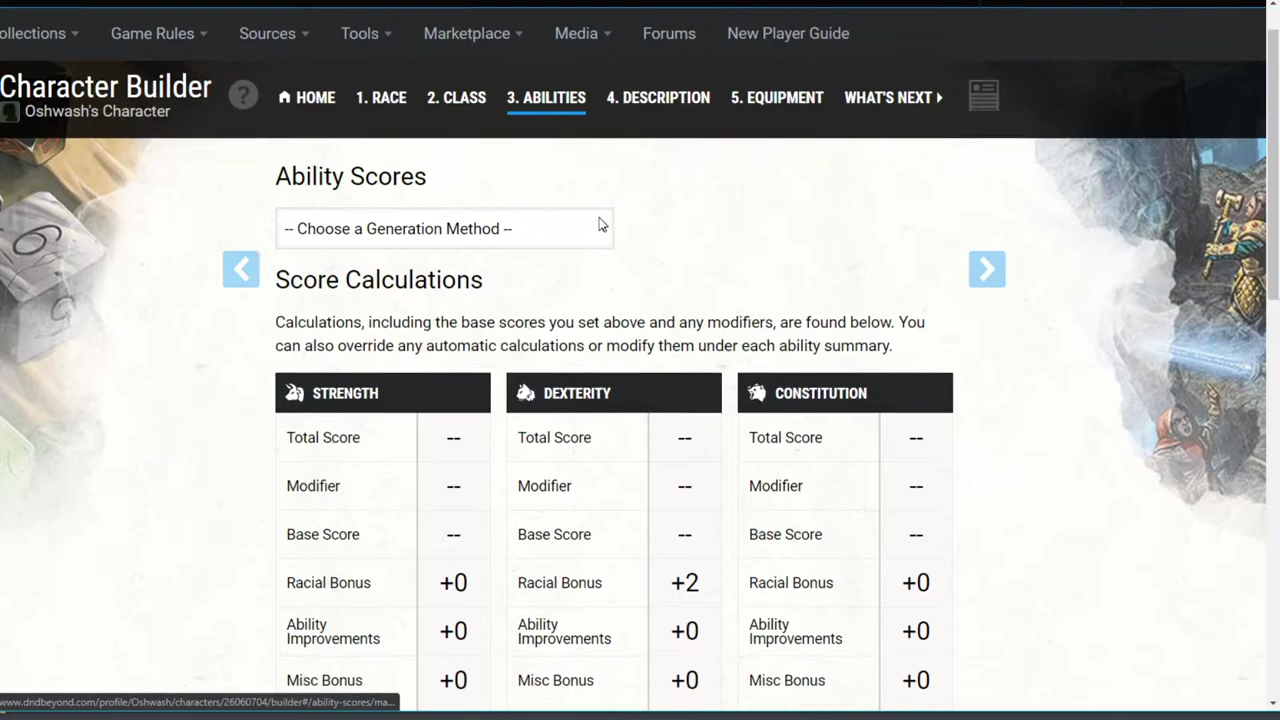 ollections Game Rules Sources Tools Marketplace Media Forums New Player Guide
Character Builder
Oshwash's Character
? HOME 1. RACE 2. CLASS 3. ABILITIES 4. DESCRIPTION 5. EQUIPMENT WHAT'S NEXT
Ability Scores
-- Choose a Generation Method --
Score Calculations
Calculations, including the base scores you set above and any modifiers, are found below. You
can also override any automatic calculations or modify them under each ability summary.
STRENGTH DEXTERITY CONSTITUTION
Total Score -- Total Score -- Total Score --
Modifier -- Modifier -- Modifier --
Base Score -- Base Score -- Base Score --
Racial Bonus +0 Racial Bonus +2 Racial Bonus +0
Ability Ability Ability
Improvements +0 Improvements +0 Improvements +0
Misc Bonus +0 Misc Bonus +0 Misc Bonus +0
www.dndbeyond.com/profile/Oshwash/characters/26060704/builder#/ability-scores/ma...